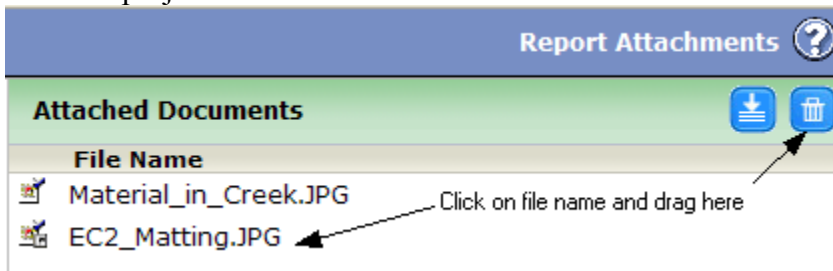 Report Attachments ?
Attached Documents
File Name
Material_in_Creek.JPG
Click on file name and drag here
EC2_Matting.JPG